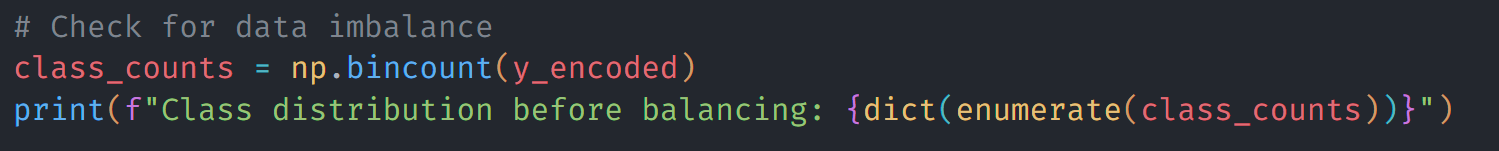 # Check for data imbalance
class_counts = np.bincount(y_encoded)
print(f"Class distribution before balancing: {dict(enumerate(class_counts))}")